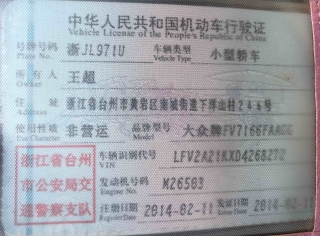 中华人民共和国机动车行驶证
Vehicle License of the People's Republic of China
号牌号码 浙JL971U 车辆类型 小型轿车
Plate No. Vehicle Type
所有人 王超
Owner
住址 浙江省台州市黄岩区南城街道下洋山村246号
Address
使用性质 非营运 品牌型号 大众牌FV7166FAAGG
Use Character Model
浙江省台州 车辆识别代号 LFV2A21KXD4268272
VIN
市公安局交 发动机号码 M26503
Engine No.
通警察支队 注册日期 2014-02-11 发证日期 2014-02-11
Register Date Issue Date